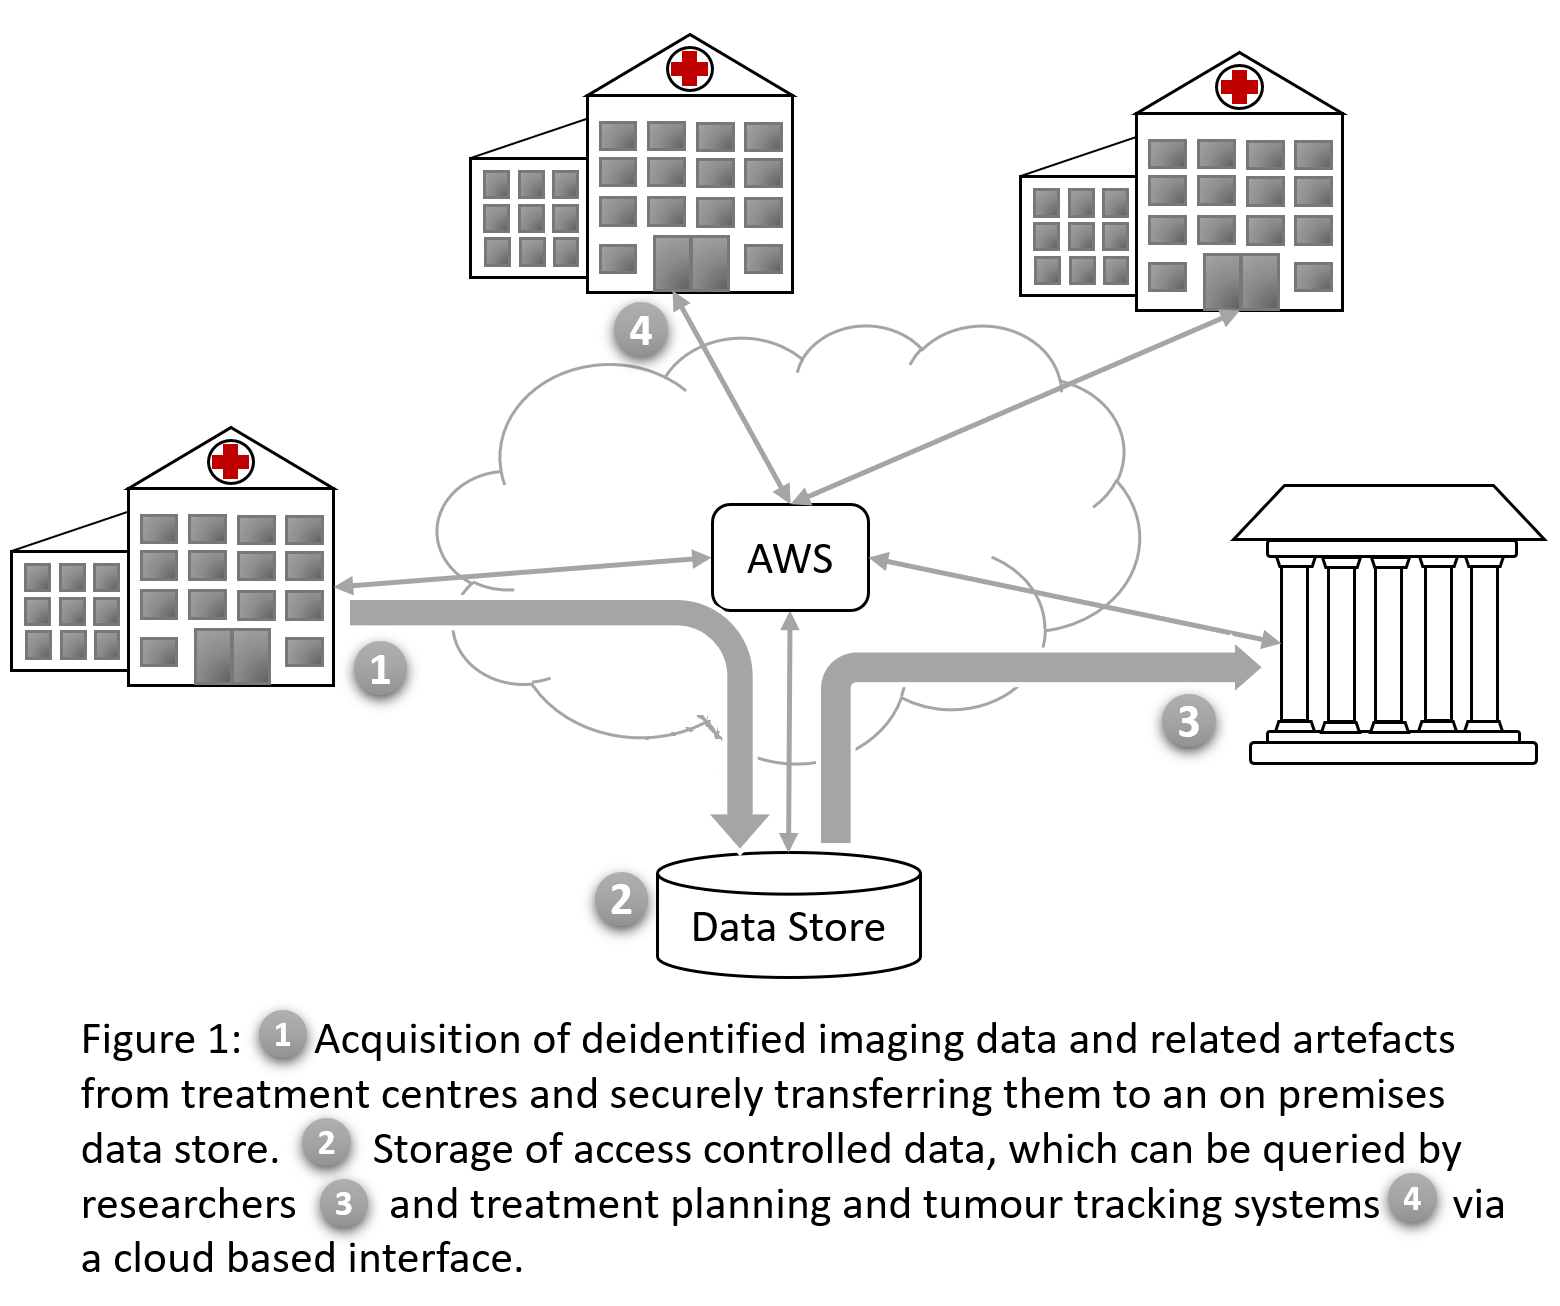 4
AWS
1
3
2
Data Store
Figure 1: 1 Acquisition of deidentified imaging data and related artefacts
from treatment centres and securely transferring them to an on premises
data store. 2 Storage of access controlled data, which can be queried by
researchers 3 and treatment planning and tumour tracking systems 4 via
a cloud based interface.